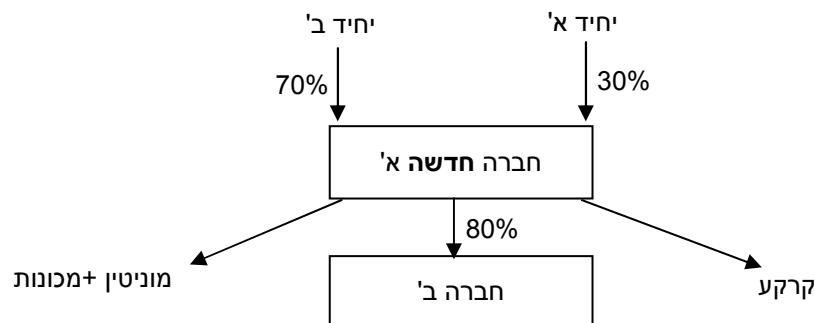 יחיד א'
יחיד ב'
30%
70%
חברה חדשה א'
80%
קרקע
חברה ב'
מוניטין +מכונות